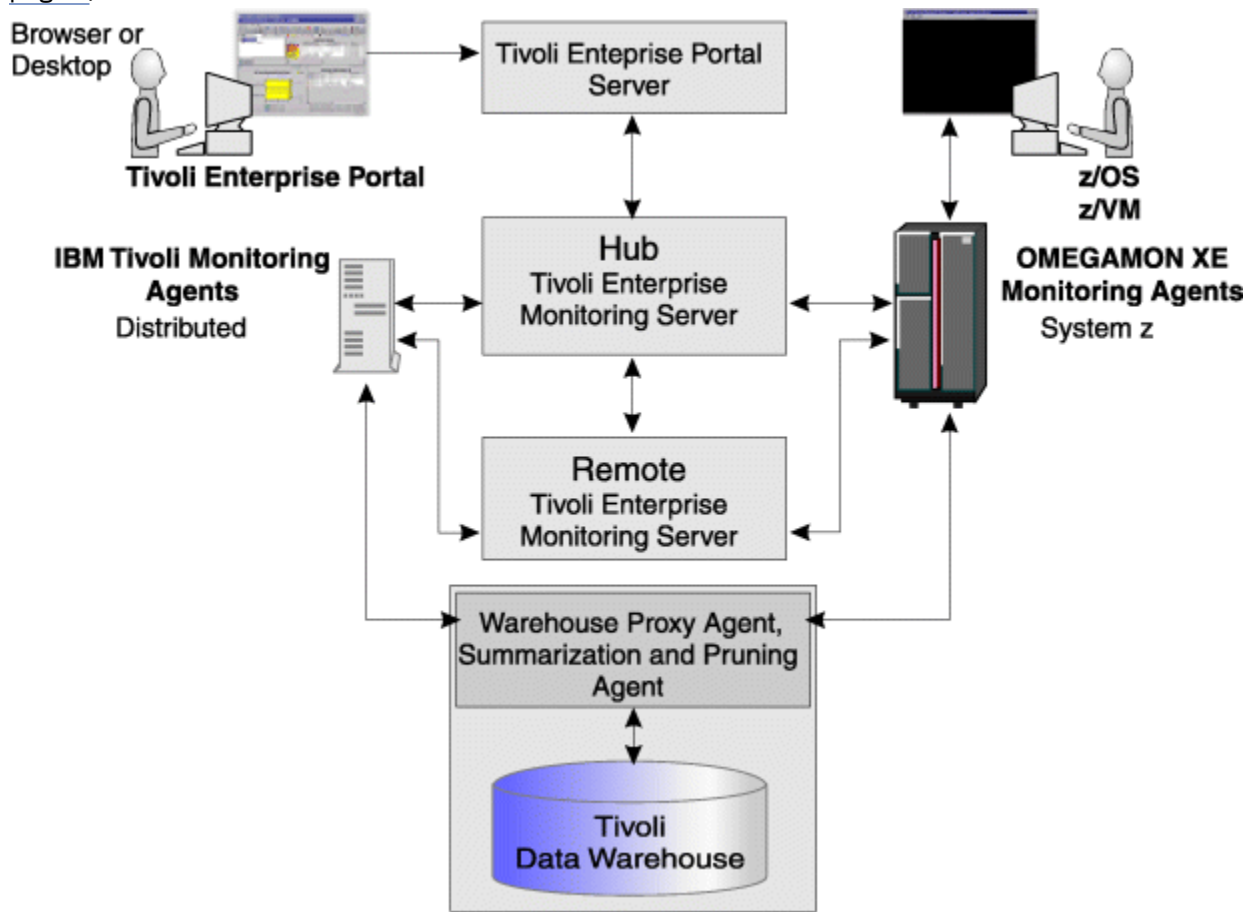 pages,
Browser or
Desktop
Tivoli Enteprise Portal
Server
Tivoli Enterprise Portal
z/OS
z/VM
Hub
Tivoli Enterprise
Monitoring Server
IBM Tivoli Monitoring
Agents
Distributed
OMEGAMON XE
Monitoring Agents
System z
Remote
Tivoli Enterprise
Monitoring Server
Warehouse Proxy Agent,
Summarization and Pruning
Agent
Tivoli
Data Warehouse